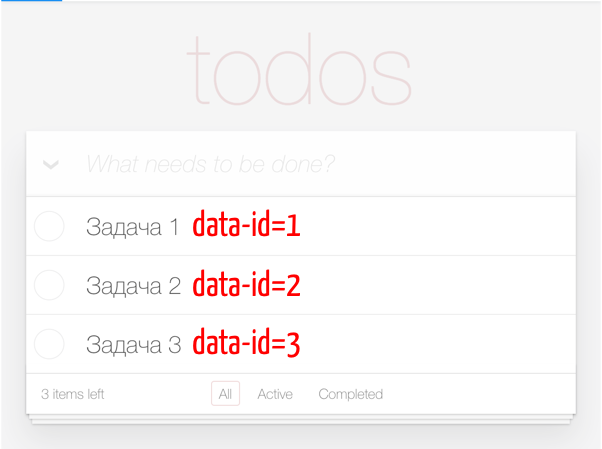 todos
What needs to be done?
Задача 1 data-id=1
Задача 2 data-id=2
Задача 3 data-id=3
3 items left All Active Completed